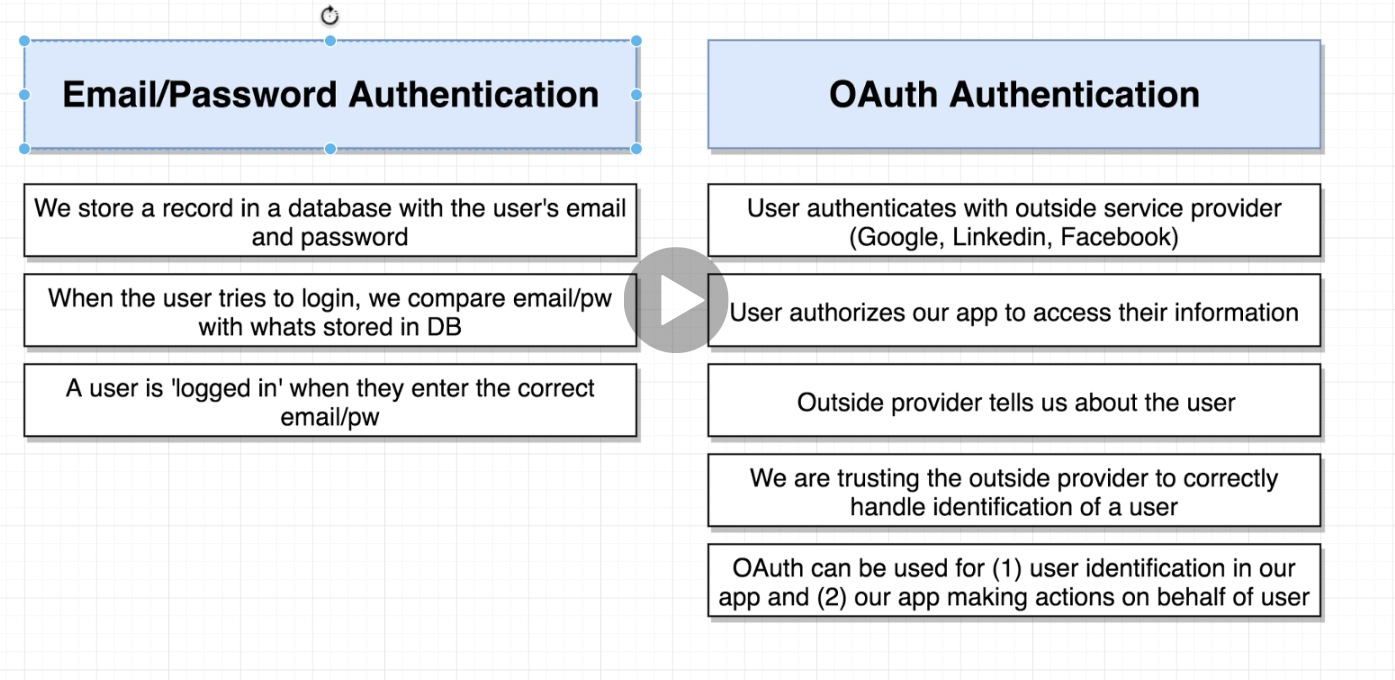 Email/Password Authentication
We store a record in a database with the user's email
and password
When the user tries to login, we compare email/pw
with whats stored in DB
A user is 'logged in' when they enter the correct
email/pw
OAuth Authentication
User authenticates with outside service provider
(Google, Linkedin, Facebook)
User authorizes our app to access their information
Outside provider tells us about the user
We are trusting the outside provider to correctly
handle identification of a user
OAuth can be used for (1) user identification in our
app and (2) our app making actions on behalf of user